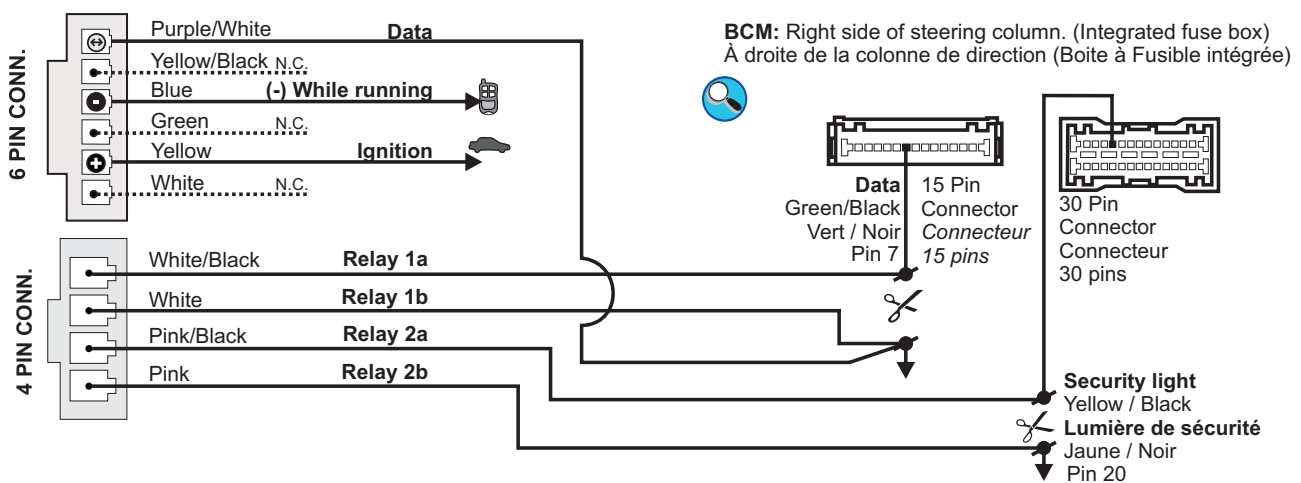 6 PIN CONN.
Purple/White Data
Yellow/Black N.C.
Blue (-) While running
Green N.C.
Yellow Ignition
White N.C.
4 PIN CONN.
White/Black Relay 1a
White Relay 1b
Pink/Black Relay 2a
Pink Relay 2b
BCM: Right side of steering column. (Integrated fuse box)
À droite de la colonne de direction (Boite à Fusible intégrée)
Data
Green/Black
Vert / Noir
Pin 7
15 Pin
Connector
Connecteur
15 pins
30 Pin
Connector
Connecteur
30 pins
Security light
Yellow / Black
Lumière de sécurité
Jaune / Noir
Pin 20